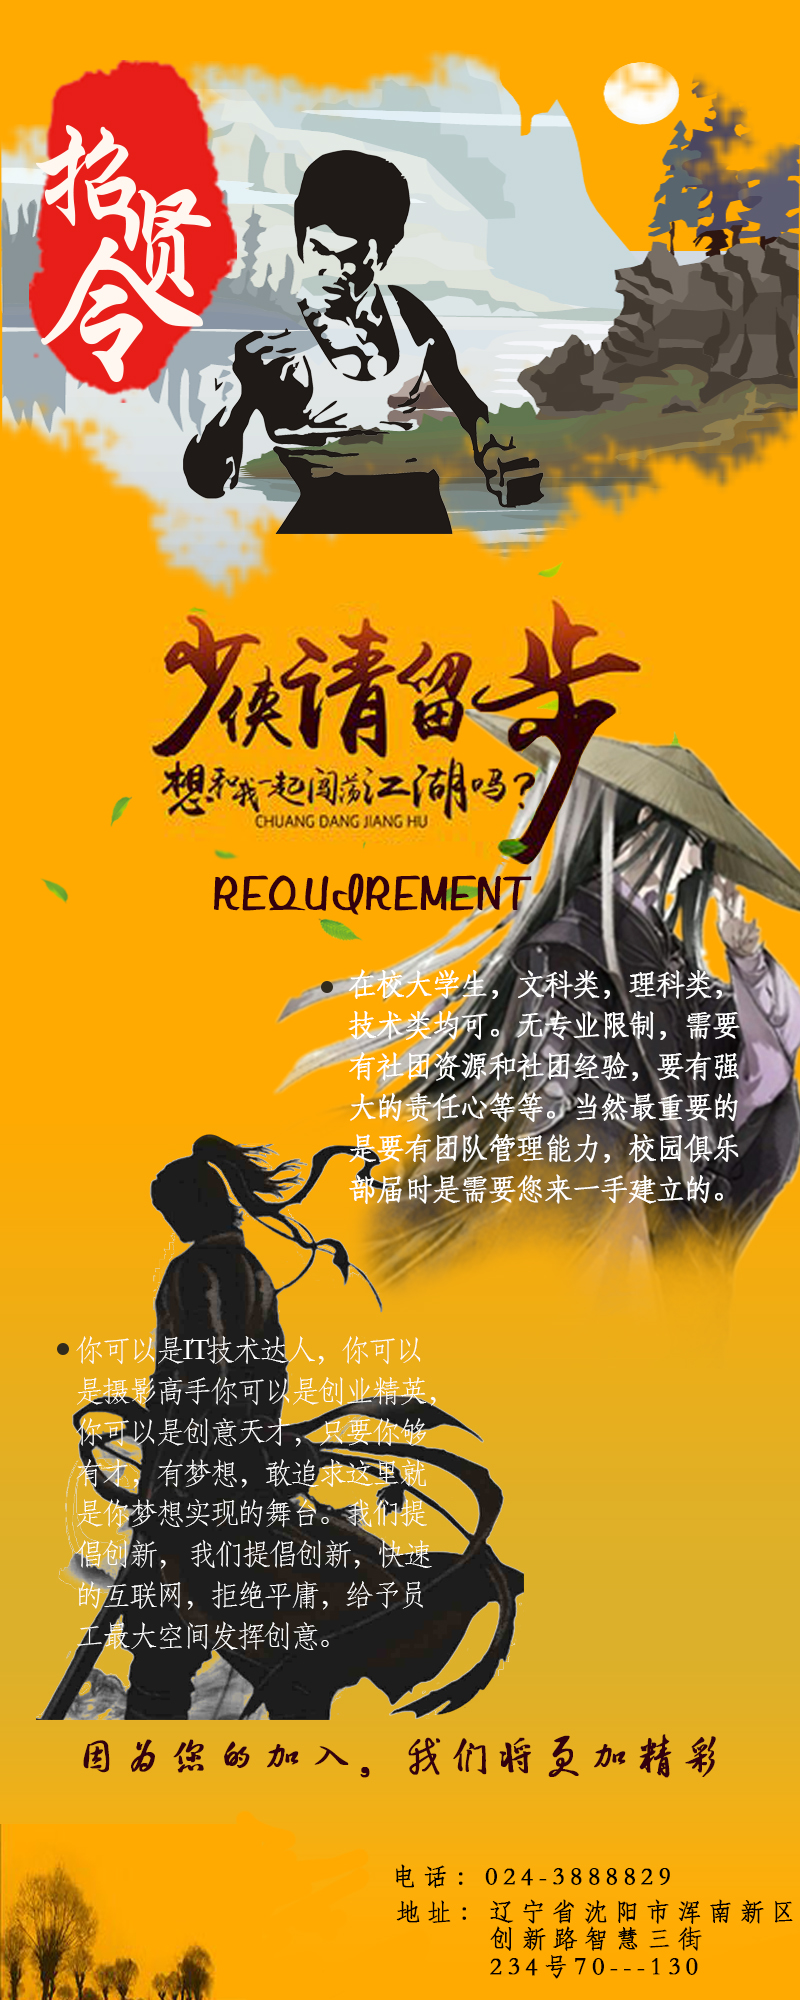 招贤令
少侠请留步
想和我一起闯荡江湖吗?
CHUANG DANG JIANG HU
REQUIREMENT
在校大学生，文科类，理科类，
技术类均可。无专业限制，需要
有社团资源和社团经验，要有强
大的责任心等等。当然最重要的
是要有团队管理能力，校园俱乐
部届时是需要您来一手建立的。
你可以是IT技术达人，你可以
是摄影高手你可以是创业精英，
你可以是创意天才，只要你够
有才，有梦想，敢追求这里就
是你梦想实现的舞台。我们提
倡创新， 我们提倡创新，快速
的互联网，拒绝平庸，给予员
工最大空间发挥创意。
因为您的加入，我们将更加精彩
电话：024-3888829
地址：辽宁省沈阳市浑南新区
创新路智慧三街
234号70---130